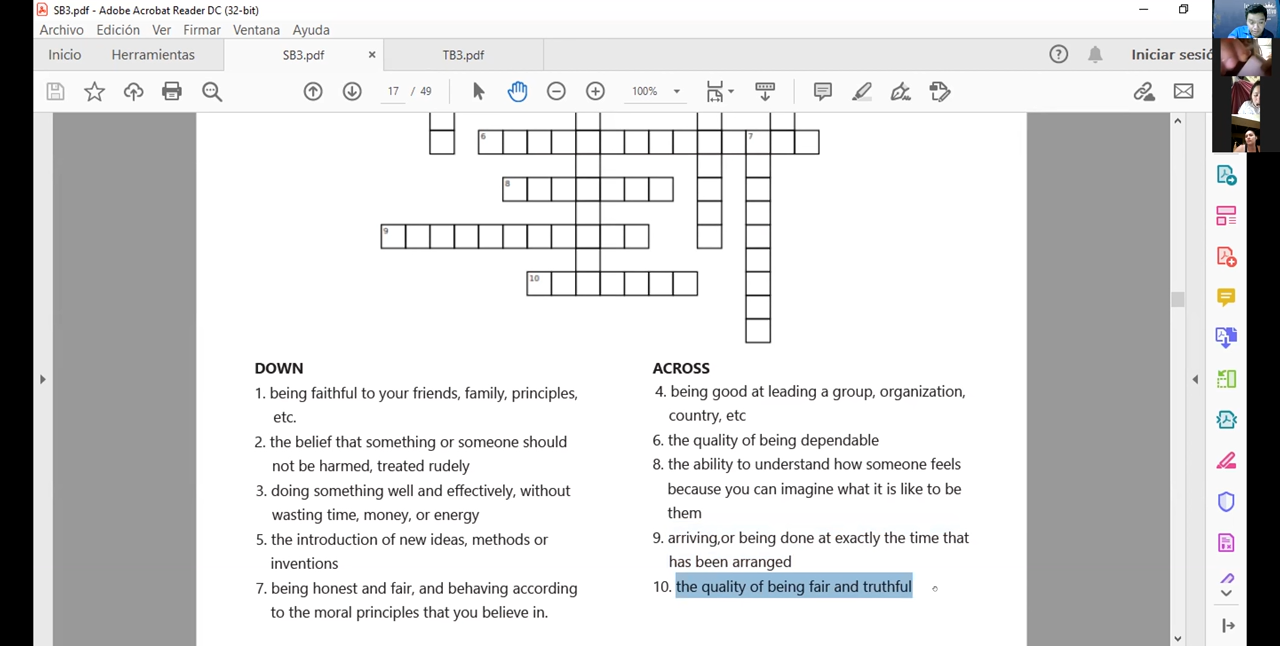 SB3.pdf - Adobe Acrobat Reader DC (32-bit)
Archivo Edición Ver Firmar Ventana Ayuda
Inicio Herramientas SB3.pdf × TB3.pdf Iniciar sesió
17 / 49 100%
6 7
8
9
10
DOWN
1. being faithful to your friends, family, principles,
etc.
2. the belief that something or someone should
not be harmed, treated rudely
3. doing something well and effectively, without
wasting time, money, or energy
5. the introduction of new ideas, methods or
inventions
7. being honest and fair, and behaving according
to the moral principles that you believe in.
ACROSS
4. being good at leading a group, organization,
country, etc
6. the quality of being dependable
8. the ability to understand how someone feels
because you can imagine what it is like to be
them
9. arriving,or being done at exactly the time that
has been arranged
10. the quality of being fair and truthful